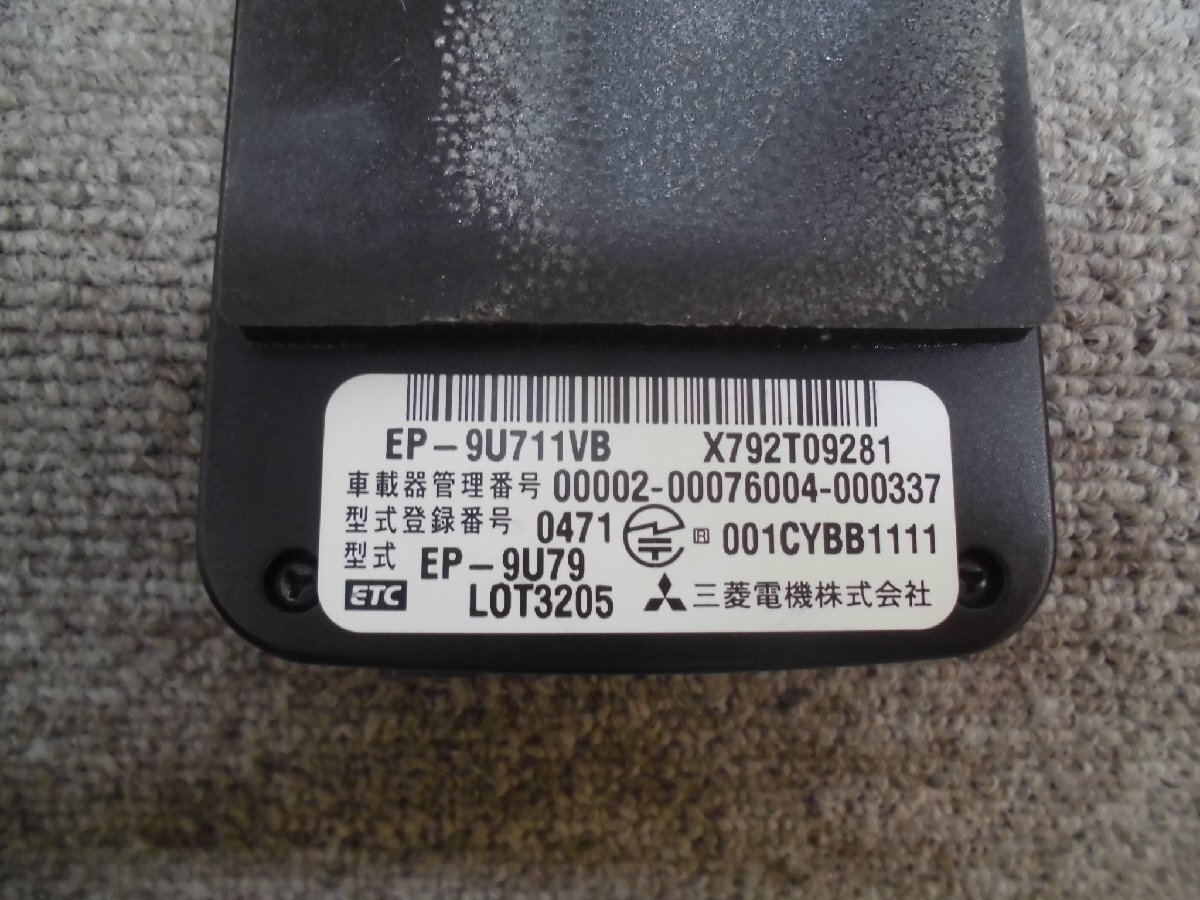 EP-9U711VB X792T09281
車載器管理番号 00002-00076004-000337
型式登録番号 0471 R 001CYBB1111
型式 EP-9U79
ETC LOT3205 三菱電機株式会社